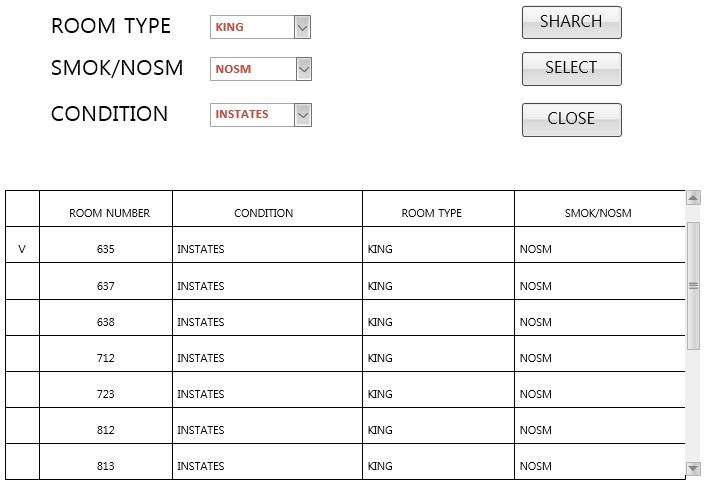 ROOM TYPE KING SHARCH
SMOK/NOSM NOSM SELECT
CONDITION INSTATES CLOSE
ROOM NUMBER CONDITION ROOM TYPE SMOK/NOSM
V 635 INSTATES KING NOSM
637 INSTATES KING NOSM
638 INSTATES KING NOSM
712 INSTATES KING NOSM
723 INSTATES KING NOSM
812 INSTATES KING NOSM
813 INSTATES KING NOSM